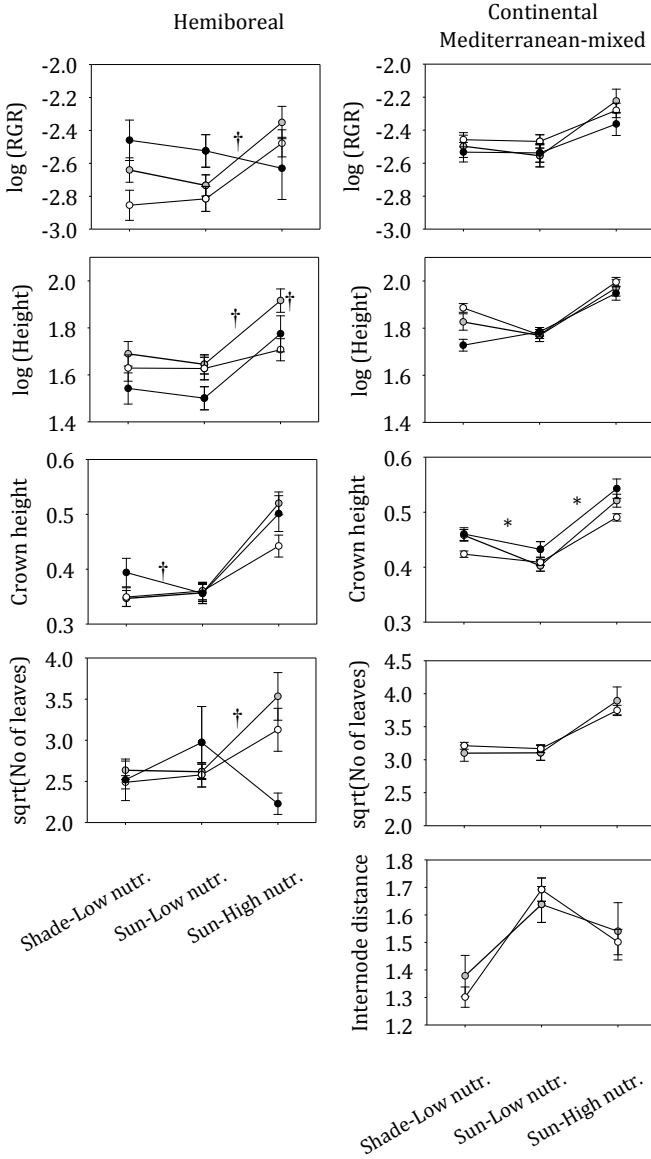 Hemiboreal
Continental
Mediterranean-mixed
log (RGR)
-2.0
-2.2
-2.4
-2.6
-2.8
-3.0
†
log (RGR)
-2.0
-2.2
-2.4
-2.6
-2.8
-3.0
log (Height)
2.0
1.8
1.6
1.4
†
†
log (Height)
2.0
1.8
1.6
1.4
Crown height
0.6
0.5
0.4
0.3
†
Crown height
0.6
0.5
0.4
0.3
*
*
sqrt(No of leaves)
4.0
3.5
3.0
2.5
2.0
†
sqrt(No of leaves)
4.5
4.0
3.5
3.0
2.5
2.0
Shade-Low nutr.
Sun-Low nutr.
Sun-High nutr.
Internode distance
1.8
1.7
1.6
1.5
1.4
1.3
1.2
Shade-Low nutr.
Sun-Low nutr.
Sun-High nutr.